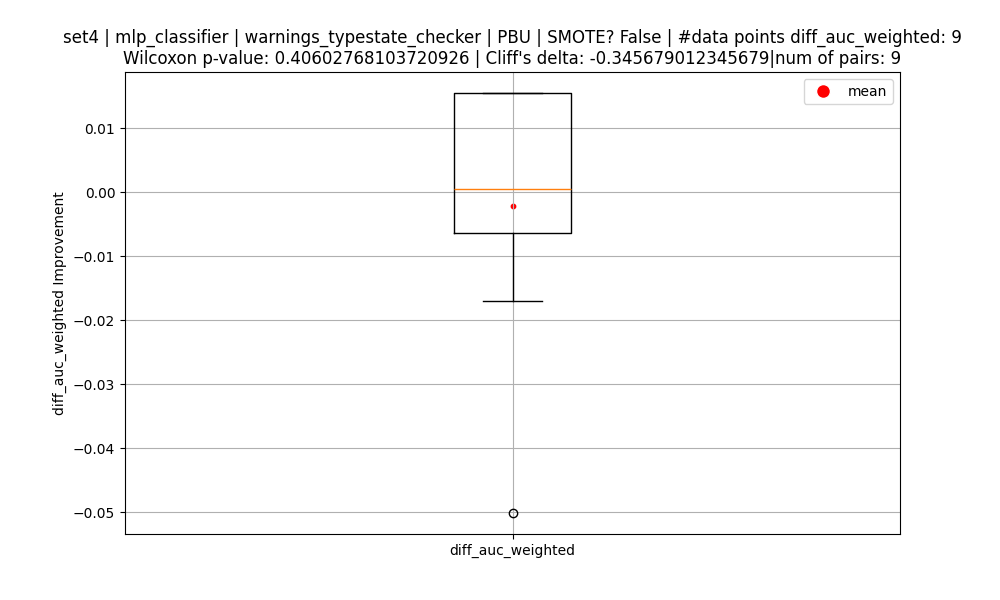 set4 | mlp_classifier | warnings_typestate_checker | PBU | SMOTE? False | #data points diff_auc_weighted: 9
Wilcoxon p-value: 0.40602768103720926 | Cliff's delta: -0.345679012345679|num of pairs: 9
mean
0.01
0.00
−0.01
−0.02
−0.03
−0.04
−0.05
diff_auc_weighted Improvement
diff_auc_weighted